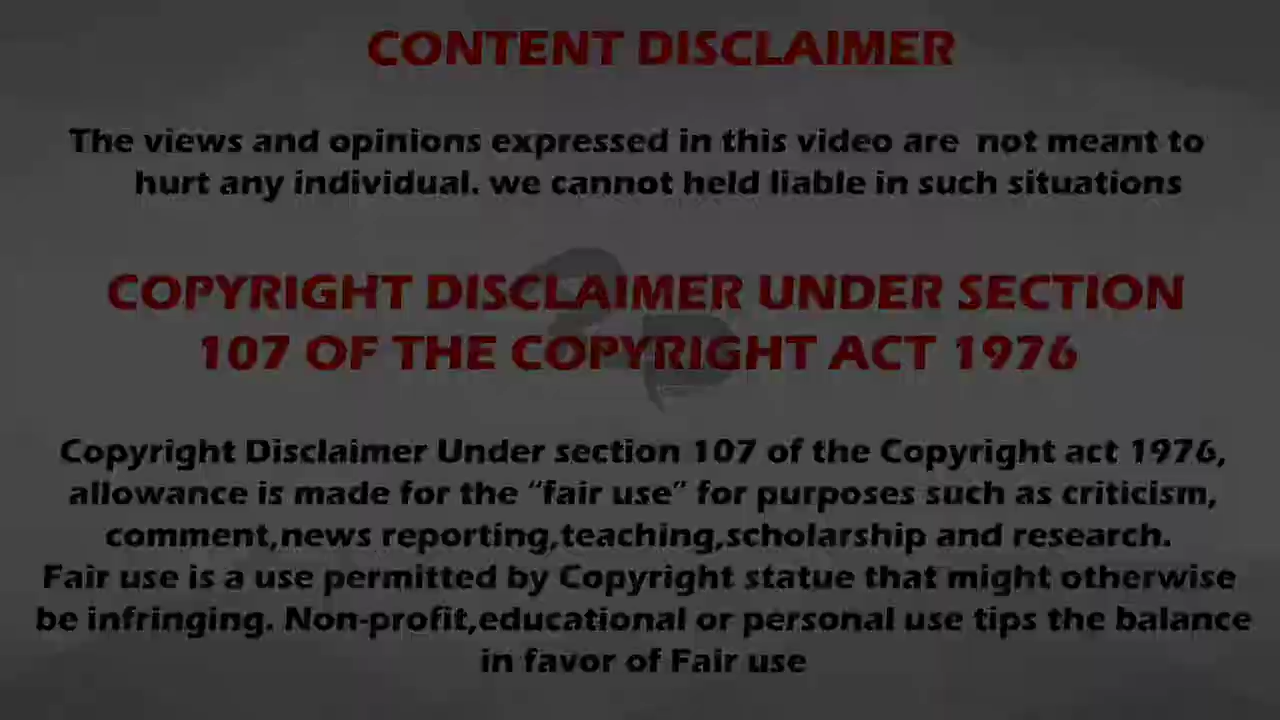 CONTENT DISCLAIMER
The views and opinions expressed in this video are not meant to
hurt any individual. we cannot held liable in such situations
COPYRIGHT DISCLAIMER UNDER SECTION
107 OF THE COPYRIGHT ACT 1976
Copyright Disclaimer Under section 107 of the Copyright act 1976,
allowance is made for the “fair use” for purposes such as criticism,
comment,news reporting,teaching,scholarship and research.
Fair use is a use permitted by Copyright statue that might otherwise
be infringing. Non-profit,educational or personal use tips the balance
in favor of Fair use